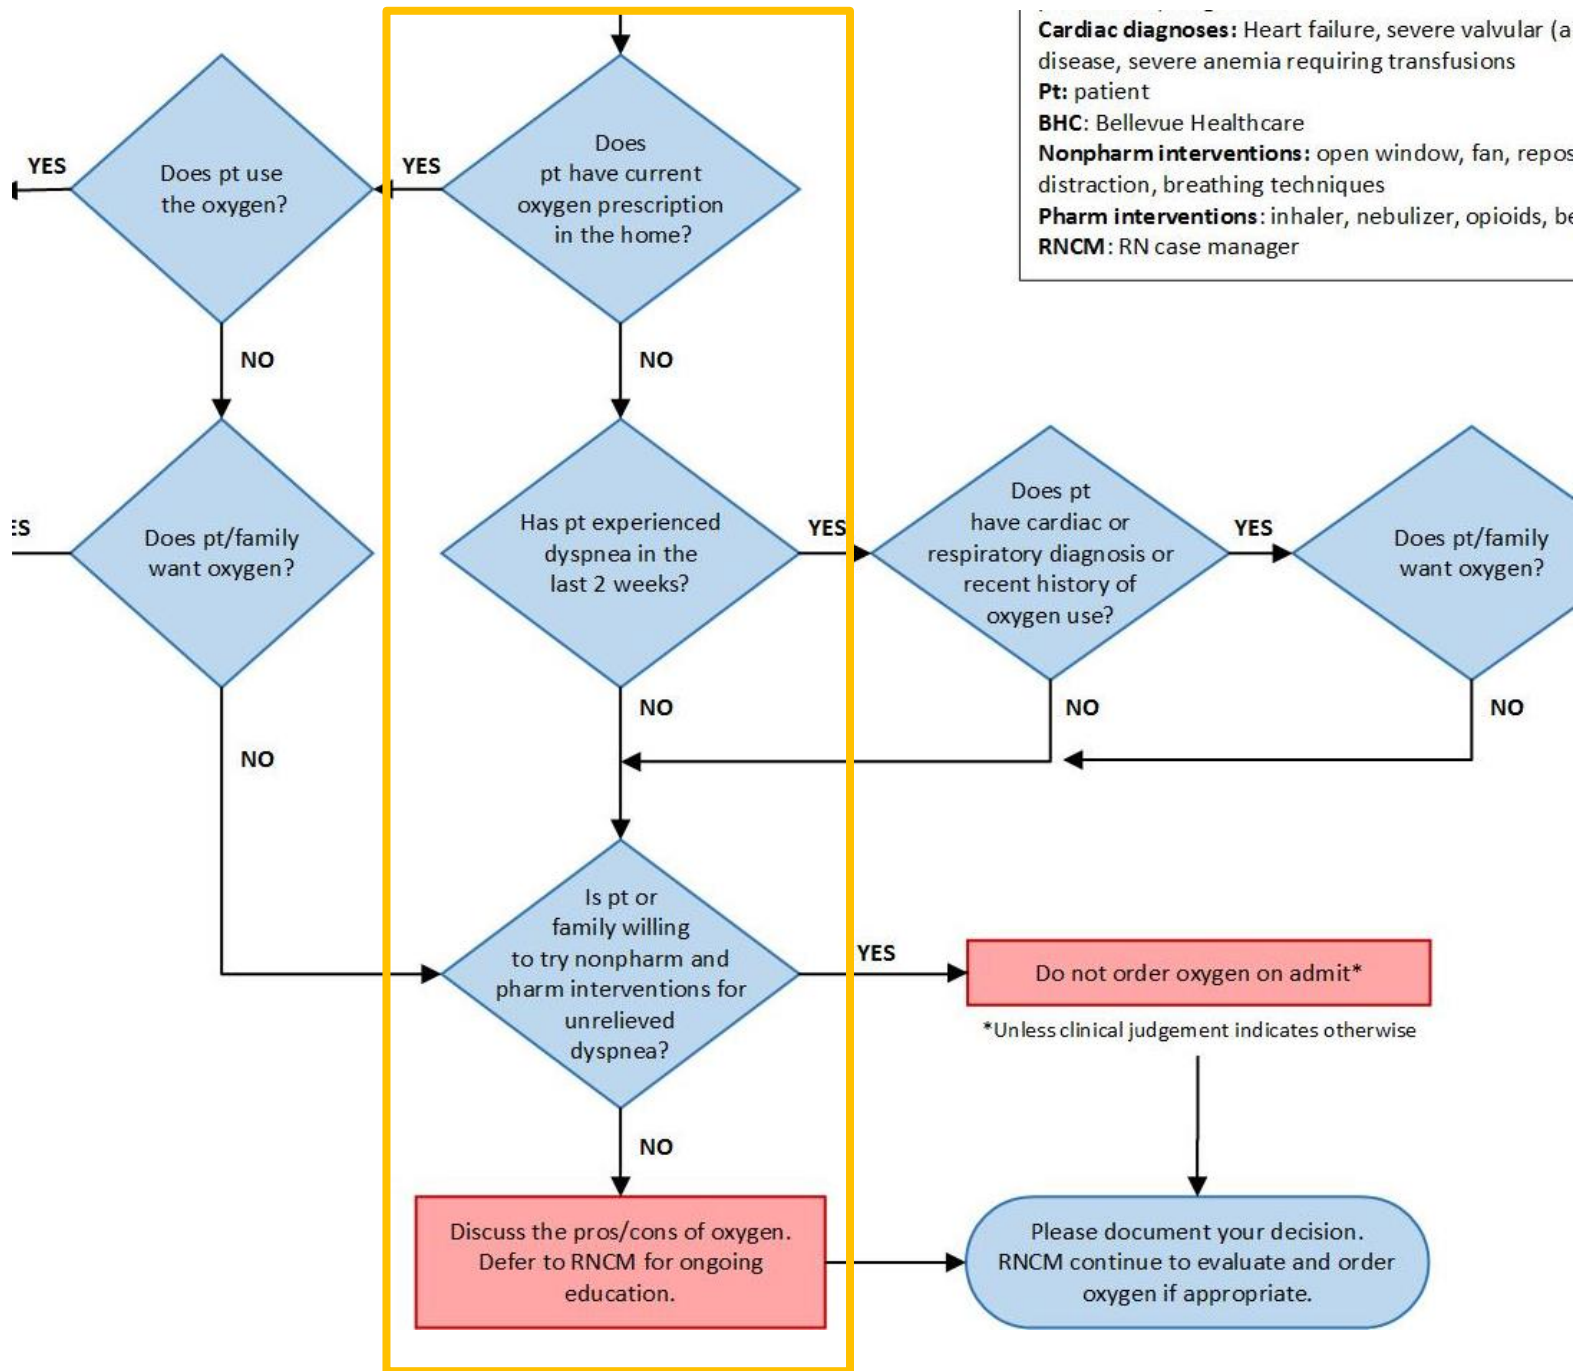 Cardiac diagnoses: Heart failure, severe valvular
disease, severe anemia requiring transfusions
Pt: patient
BHC: Bellevue Healthcare
Nonpharm interventions: open window, fan,
distraction, breathing techniques
Pharm interventions: inhaler, nebulizer, opioids,
RNCM: RN case manager
YES
Does pt use
the oxygen?
YES
Does
pt have current
oxygen prescription
in the home?
NO
NO
Does pt/family
want oxygen?
Has pt experienced
dyspnea in the
last 2 weeks?
YES
Does pt
have cardiac or
respiratory diagnosis or
recent history of
oxygen use?
YES
Does pt/family
want oxygen?
NO
NO
NO
NO
Is pt or
family willing
to try nonpharm and
pharm interventions for
unrelieved
dyspnea?
YES
Do not order oxygen on admit*
*Unless clinical judgement indicates otherwise
NO
Discuss the pros/cons of oxygen.
Defer to RNCM for ongoing
education.
Please document your decision.
RNCM continue to evaluate and order
oxygen if appropriate.